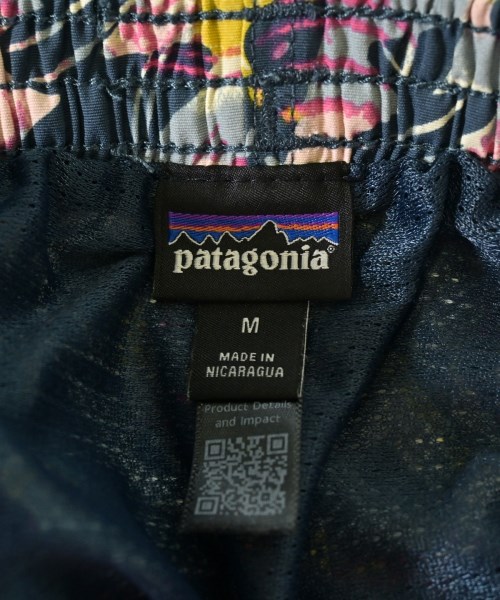 patagonia®
M
MADE IN
NICARAGUA
Product Details
and Impact